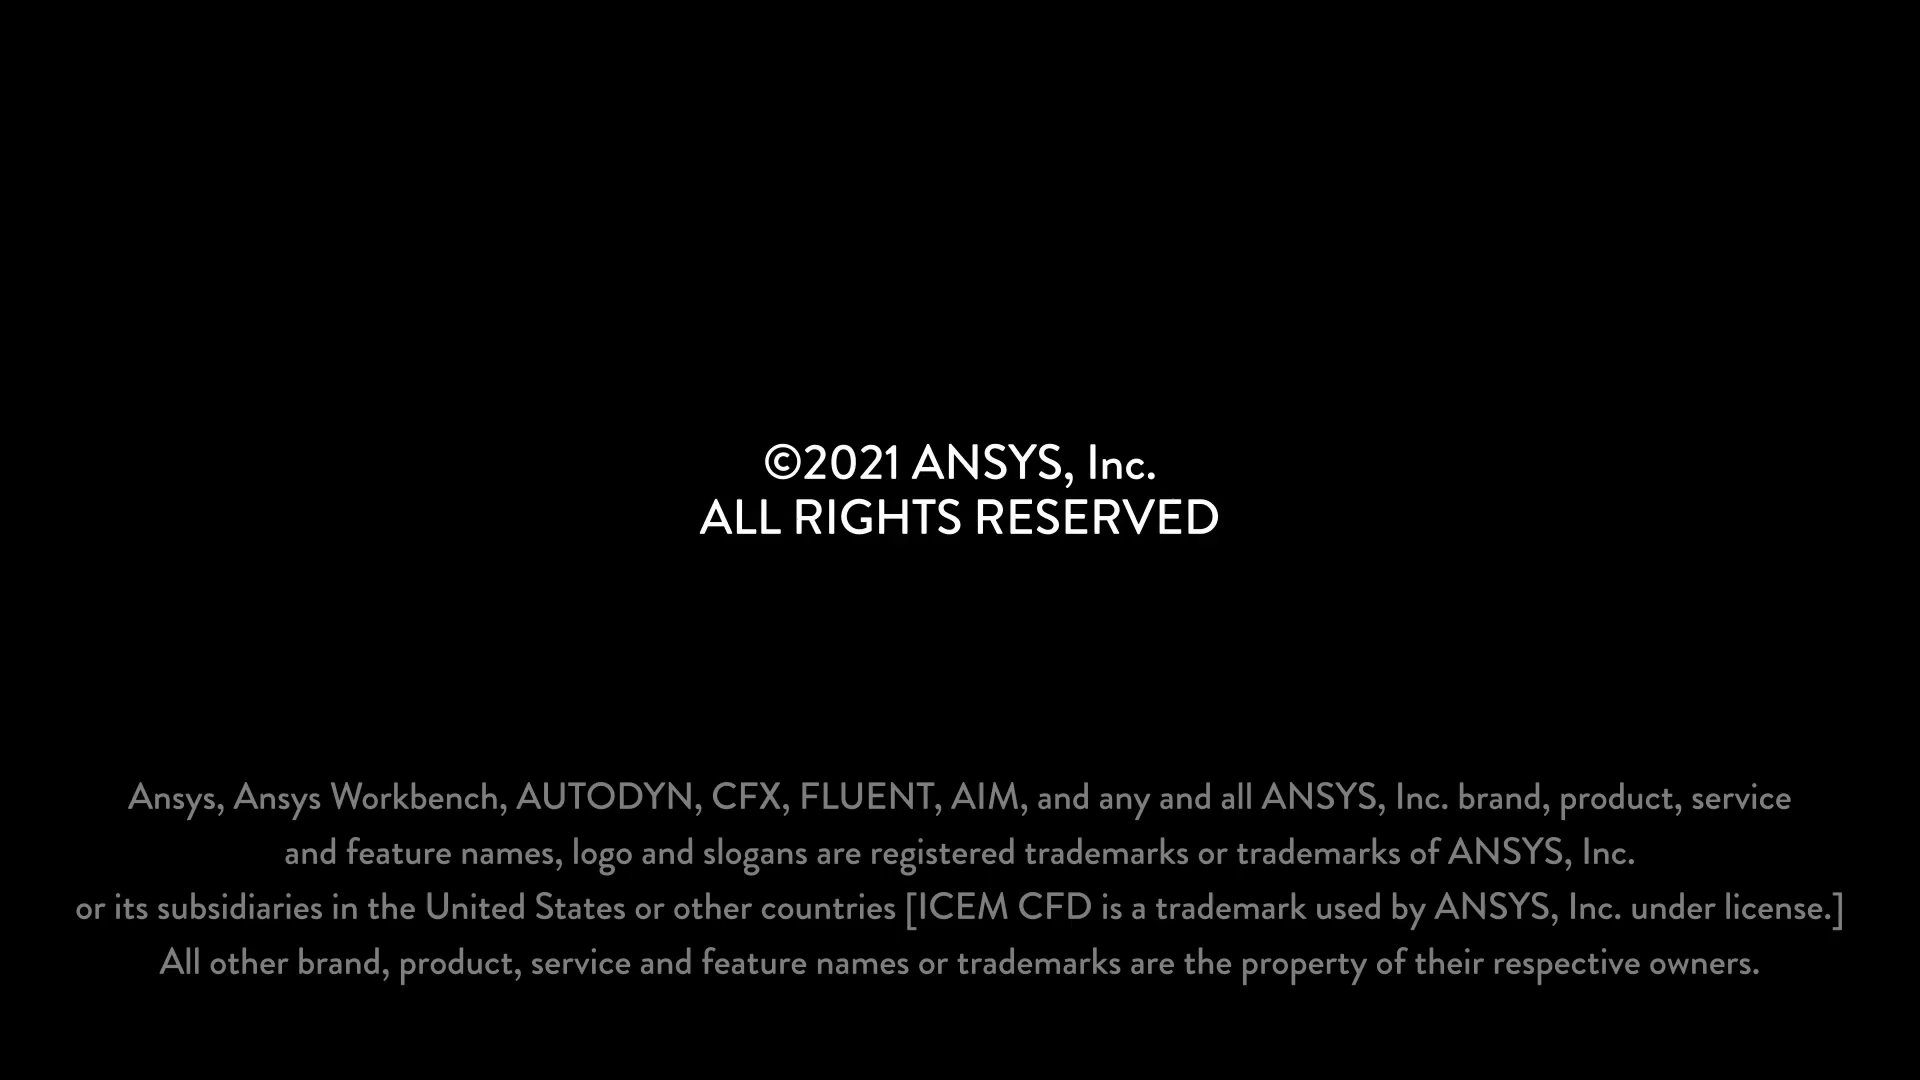 ©2021 ANSYS, Inc.
ALL RIGHTS RESERVED
Ansys, Ansys Workbench, AUTODYN, CFX, FLUENT, AIM, and any and all ANSYS, Inc. brand, product, service
and feature names, logo and slogans are registered trademarks or trademarks of ANSYS, Inc.
or its subsidiaries in the United States or other countries [ICEM CFD is a trademark used by ANSYS, Inc. under license.]
All other brand, product, service and feature names or trademarks are the property of their respective owners.